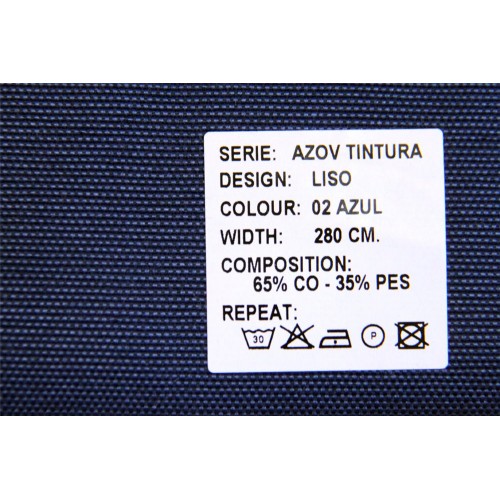 SERIE: AZOV TINTURA
DESIGN: LISO
COLOUR: 02 AZUL
WIDTH: 280 CM.
COMPOSITION:
65% CO - 35% PES
REPEAT:
30 P